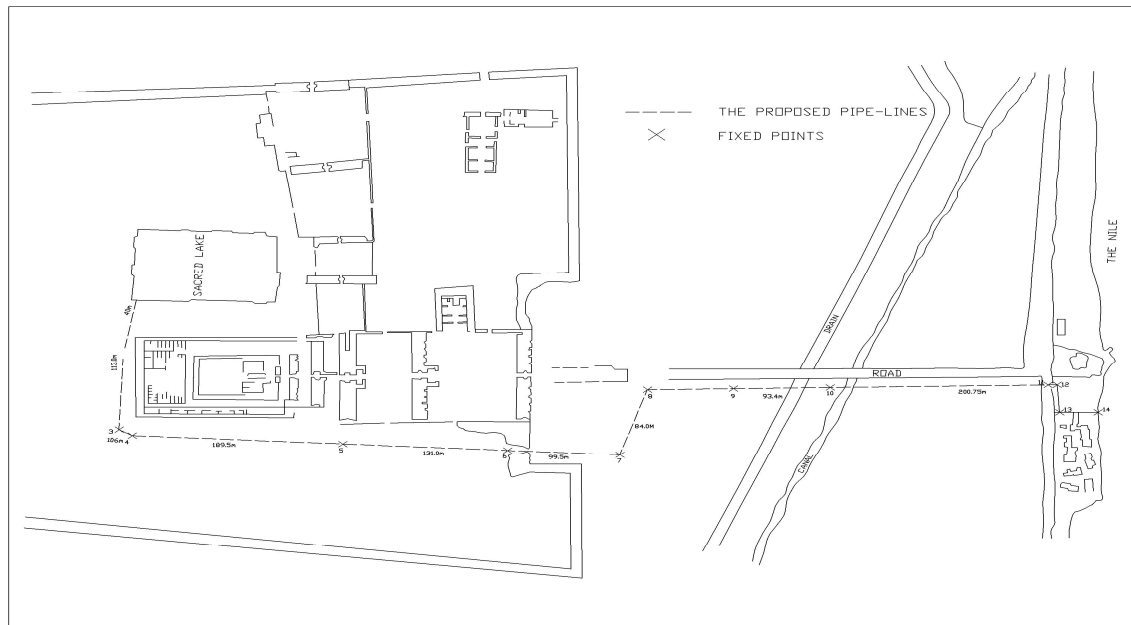 THE PROPOSED PIPE-LINES
FIXED POINTS
SACRED LAKE
THE NILE
40m
DRAIN
ROAD
CANAL
3
106m
4
189.5m
5
131.0m
6
99.5m
7
84.0M
8
9
93.4m
10
200.75m
11
12
13
14